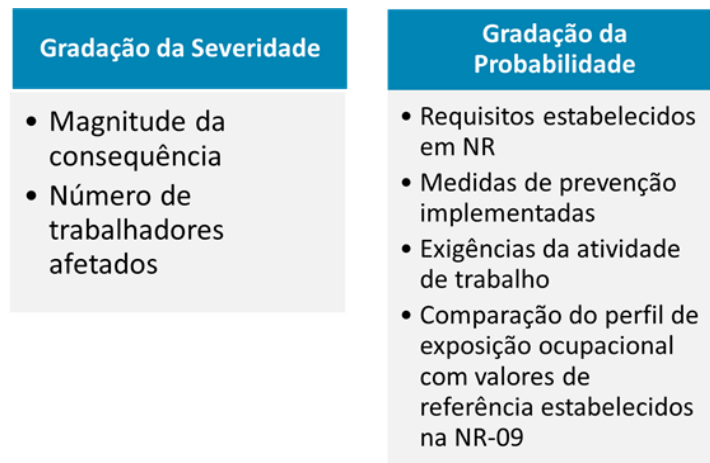 Gradação da Severidade
• Magnitude da
consequência
• Número de
trabalhadores
afetados
Gradação da
Probabilidade
• Requisitos estabelecidos
em NR
• Medidas de prevenção
implementadas
• Exigências da atividade
de trabalho
• Comparação do perfil de
exposição ocupacional
com valores de
referência estabelecidos
na NR-09